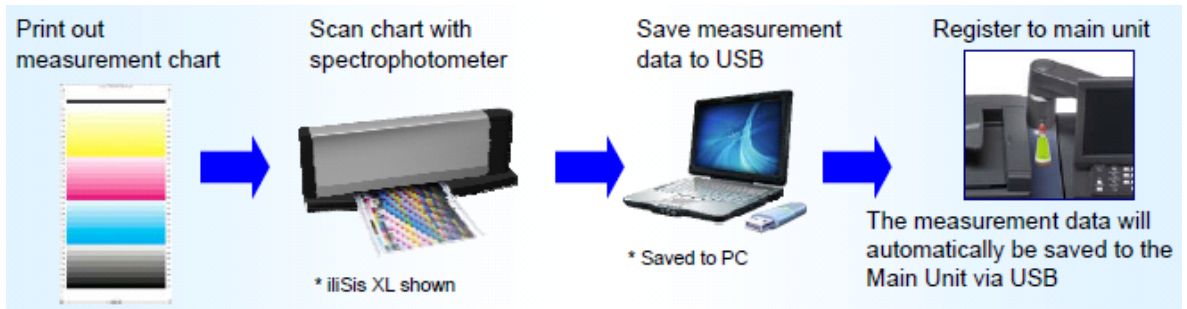 Print out
measurement chart
Scan chart with
spectrophotometer
* iliSis XL shown
Save measurement
data to USB
* Saved to PC
Register to main unit
The measurement data will
automatically be saved to the
Main Unit via USB